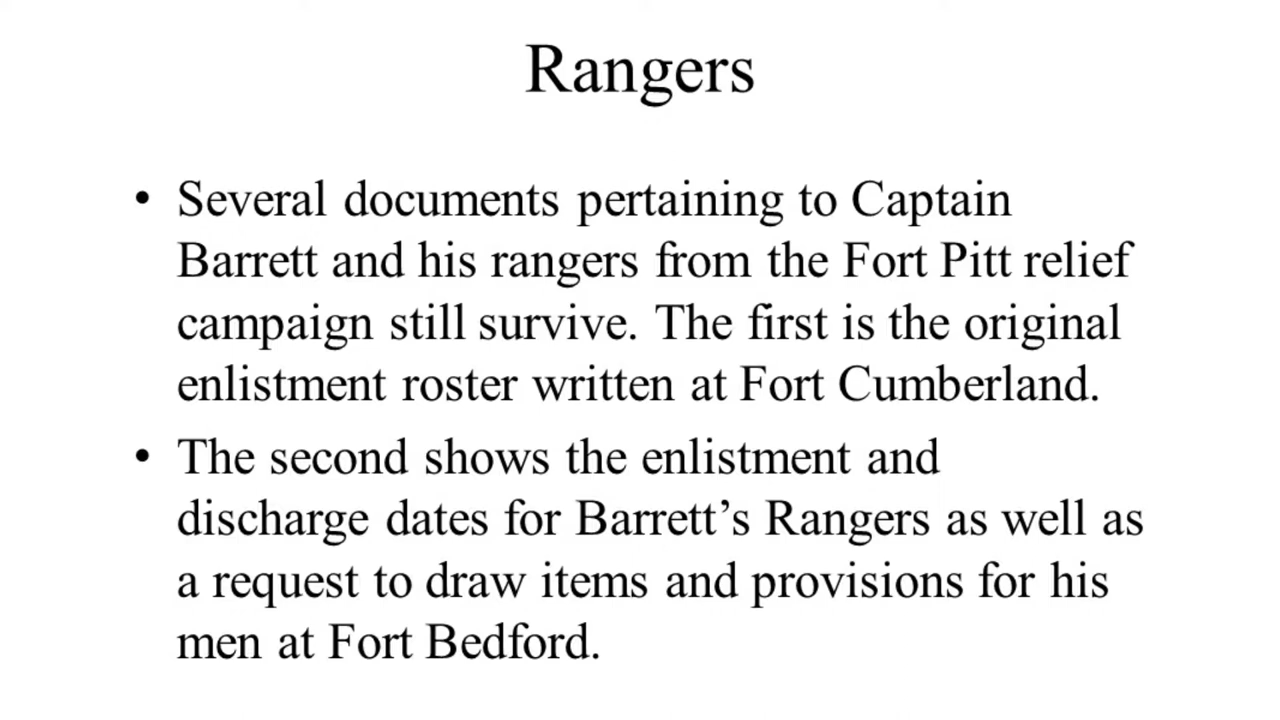 Rangers
• Several documents pertaining to Captain
Barrett and his rangers from the Fort Pitt relief
campaign still survive. The first is the original
enlistment roster written at Fort Cumberland.
• The second shows the enlistment and
discharge dates for Barrett’s Rangers as well as
a request to draw items and provisions for his
men at Fort Bedford.